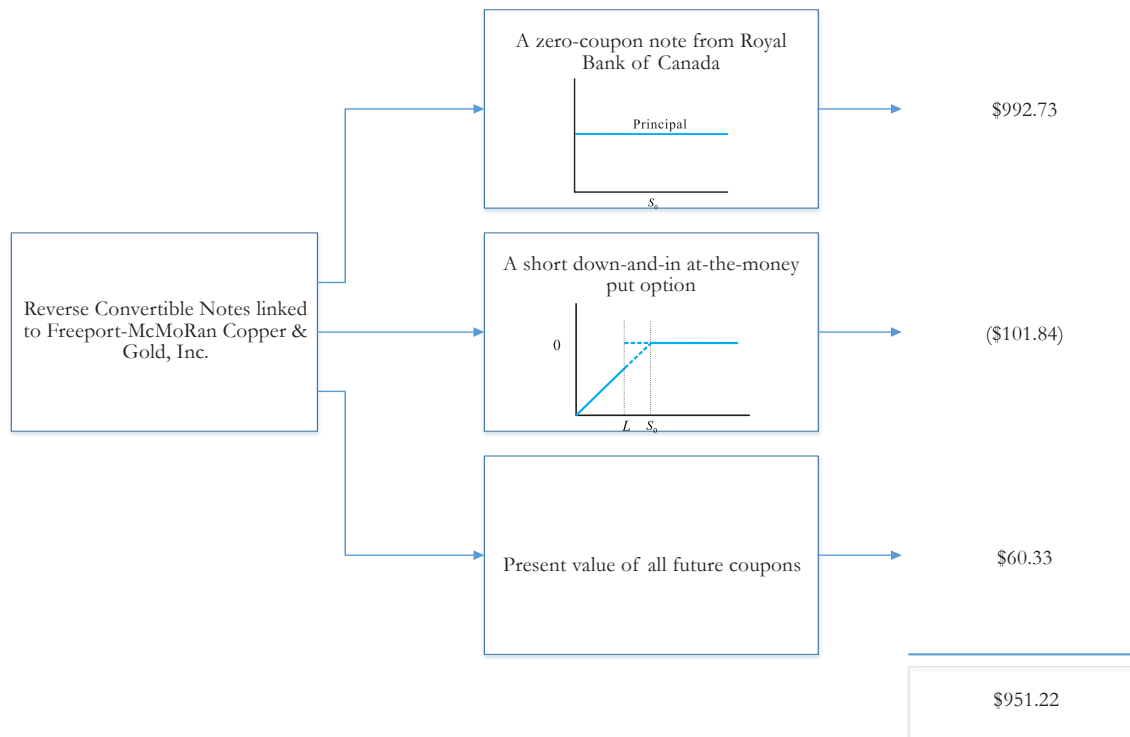 A zero-coupon note from Royal
Bank of Canada
Principal
S₀
$992.73
Reverse Convertible Notes linked
to Freeport-McMoRan Copper &
Gold, Inc.
A short down-and-in at-the-money
put option
0
L S₀
($101.84)
Present value of all future coupons
$60.33
$951.22